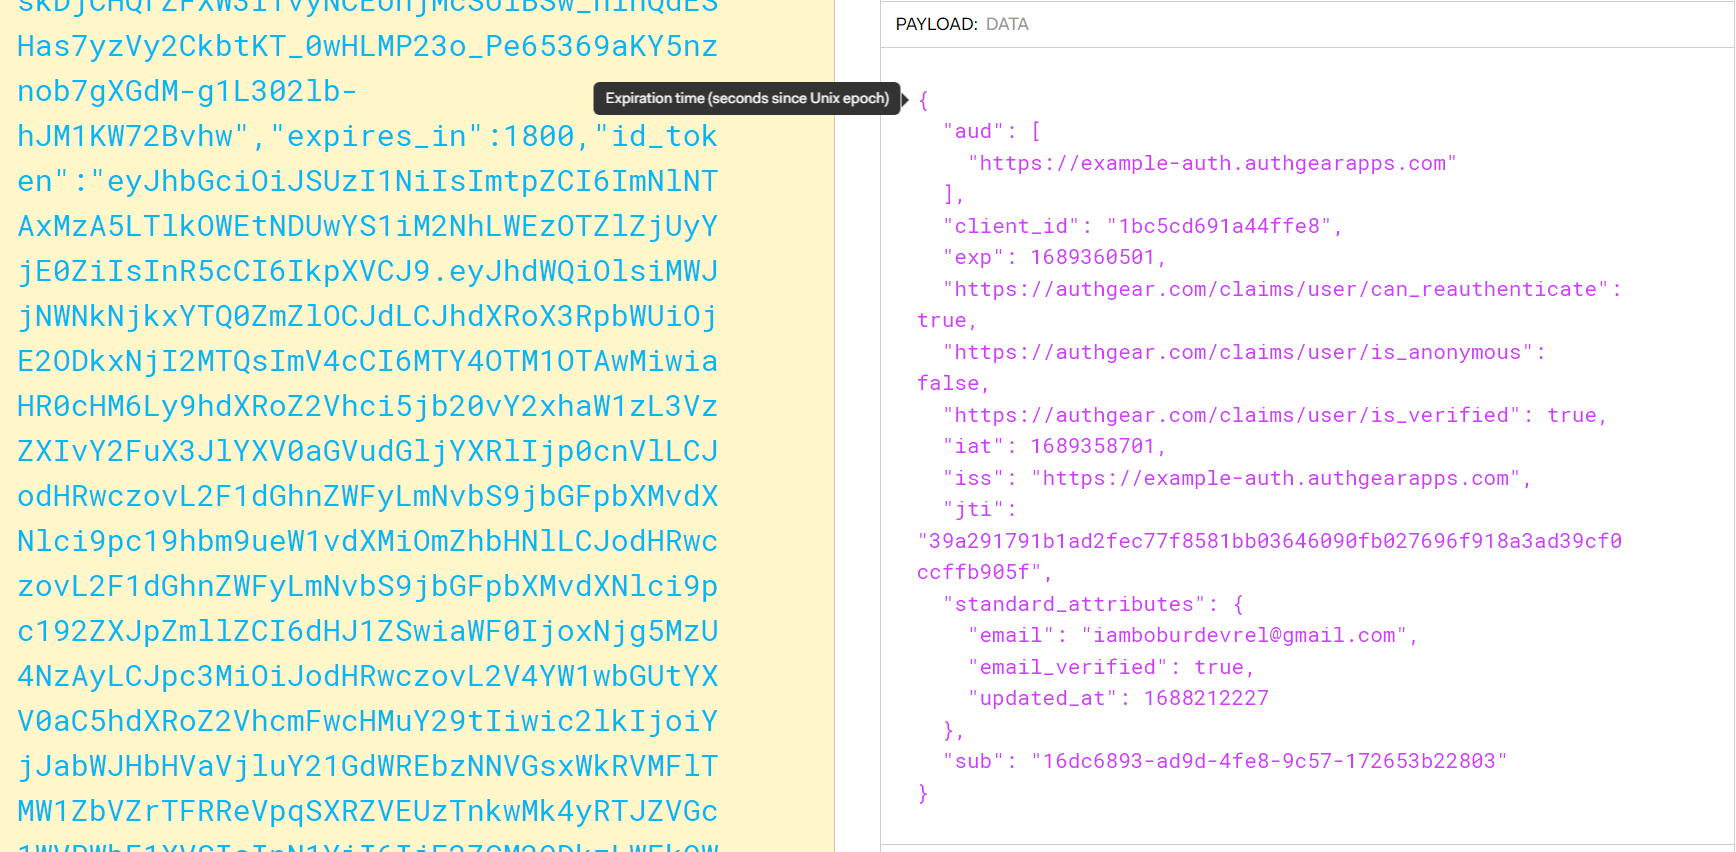 Has7yzVy2CkbtKT_0wHLMP23o_Pe65369aKY5nz
nob7gXGdM-g1L302lb-
hJM1KW72Bvhw","expires_in":1800,"id_tok
en":"eyJhbGciOiJSUzI1NiIsImtpZCI6ImNlNT
AxMzA5LTlkOWEtNDUwYS1iM2NhLWEzOTZlZjUyY
jE0ZiIsInR5cCI6IkpXVCJ9.eyJhdWQiOlsiMWJ
jNWNkNjkxYTQ0ZmZlOCJdLCJhdXRoX3RpbWUiOj
E2ODkxNjI2MTQsImV4cCI6MTY4OTM1OTAwMiwia
HR0cHM6Ly9hdXRoZ2Vhci5jb20vY2xhaW1zL3Vz
ZXIvY2FuX3JlYXV0aGVudGljYXRlIjp0cnVlLCJ
odHRwczovL2F1dGhnZWFyLmNvbS9jbGFpbXMvdX
Nlci9pc19hbm9ueW1vdXMiOmZhbHNlLCJodHRwc
zovL2F1dGhnZWFyLmNvbS9jbGFpbXMvdXNlci9p
c192ZXJpZmllZCI6dHJ1ZSwiaWF0IjoxNjg5MzU
4NzAyLCJpc3MiOiJodHRwczovL2V4YW1wbGUtYX
V0aC5hdXRoZ2VhcmFwcHMuY29tIiwic2lkIjoiY
jJabWJHbHVaVjluY21GdWREbzNNVGsxWkRVMFlT
MW1ZbVZrTFRReVpqSXRZVEUzTnkwMk4yRTJZVGc
Expiration time (seconds since Unix epoch)
PAYLOAD: DATA
{
"aud": [
"https://example-auth.authgearapps.com"
],
"client_id": "1bc5cd691a44ffe8",
"exp": 1689360501,
"https://authgear.com/claims/user/can_reauthenticate":
true,
"https://authgear.com/claims/user/is_anonymous":
false,
"https://authgear.com/claims/user/is_verified": true,
"iat": 1689358701,
"iss": "https://example-auth.authgearapps.com",
"jti":
"39a291791b1ad2fec77f8581bb03646090fb027696f918a3ad39cf0
ccffb905f",
"standard_attributes": {
"email": "iamboburdevrel@gmail.com",
"email_verified": true,
"updated_at": 1688212227
},
"sub": "16dc6893-ad9d-4fe8-9c57-172653b22803"
}